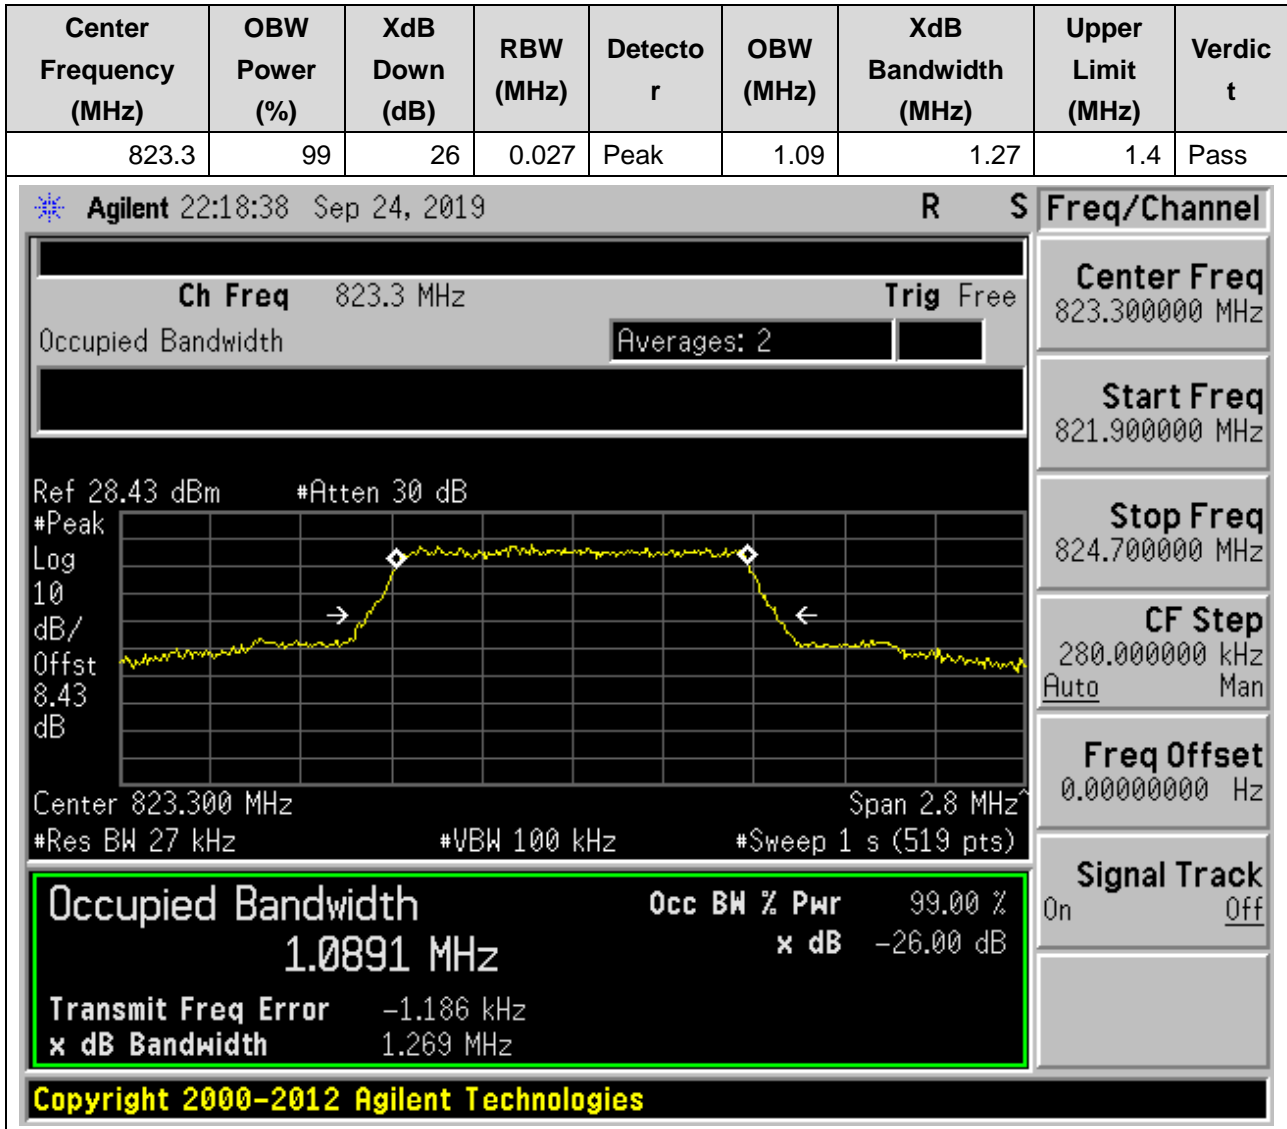 Center Frequency (MHz) OBW Power (%) XdB Down (dB) RBW (MHz) Detecto r OBW (MHz) XdB Bandwidth (MHz) Upper Limit (MHz) Verdic t
823.3 99 26 0.027 Peak 1.09 1.27 1.4 Pass
Agilent 22:18:38 Sep 24, 2019 R S
Ch Freq 823.3 MHz Trig Free
Occupied Bandwidth Averages: 2
Ref 28.43 dBm #Atten 30 dB
#Peak
Log
10
dB/
Offst
8.43
dB
Center 823.300 MHz Span 2.8 MHz^
#Res BW 27 kHz #VBW 100 kHz #Sweep 1 s (519 pts)
Occupied Bandwidth Occ BW % Pwr 99.00 %
1.0891 MHz x dB -26.00 dB
Transmit Freq Error -1.186 kHz
x dB Bandwidth 1.269 MHz
Copyright 2000-2012 Agilent Technologies
Freq/Channel
Center Freq
823.300000 MHz
Start Freq
821.900000 MHz
Stop Freq
824.700000 MHz
CF Step
280.000000 kHz
Auto Man
Freq Offset
0.00000000 Hz
Signal Track
On Off